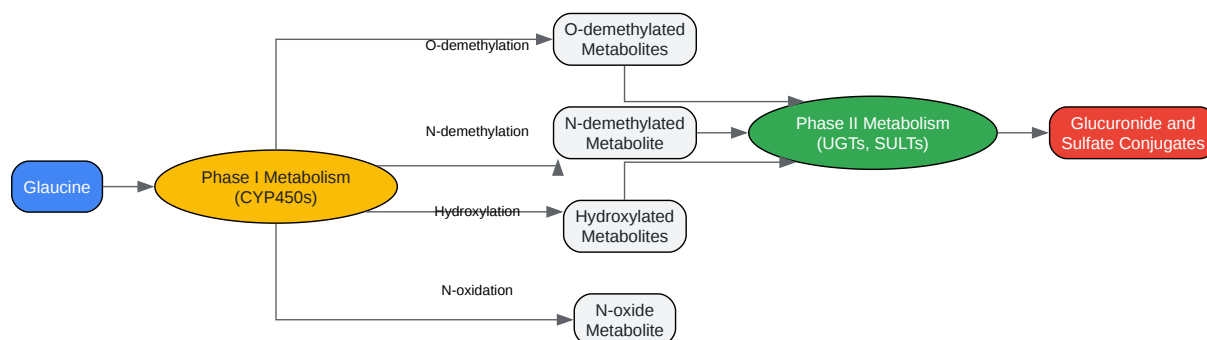 O-demethylated
Metabolites
O-demethylation
N-demethylated
Metabolite
N-demethylation
Phase II Metabolism
(UGTs, SULTs)
Glucuronide and
Sulfate Conjugates
Glaucine
Phase I Metabolism
(CYP450s)
Hydroxylation
Hydroxylated
Metabolites
N-oxidation
N-oxide
Metabolite